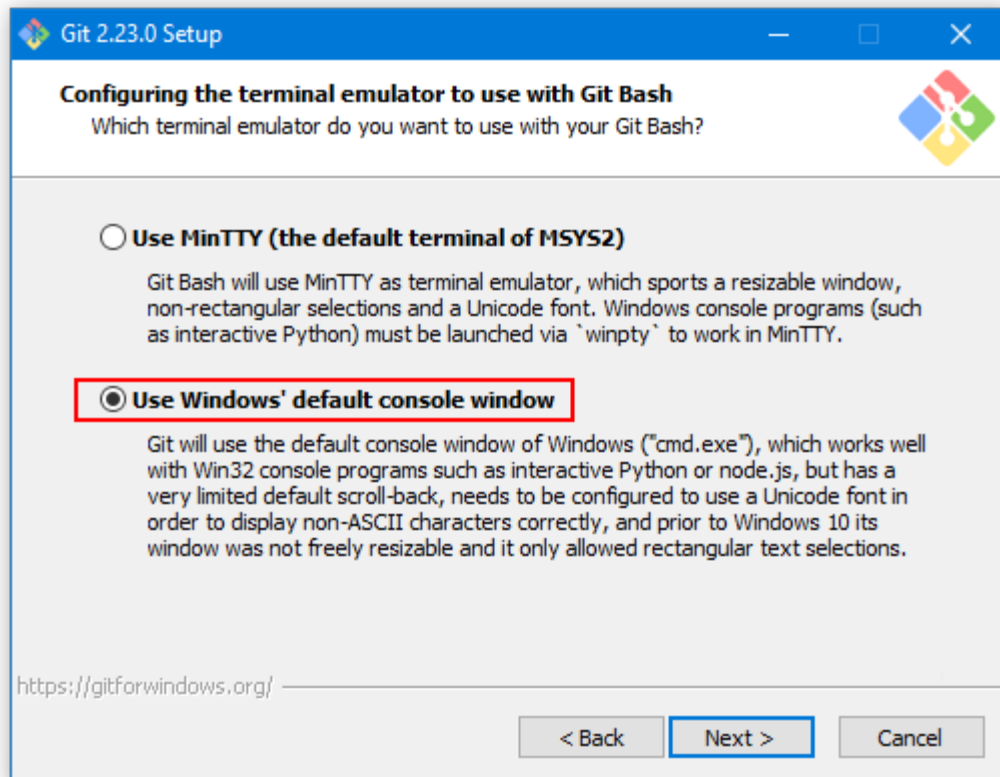 Git 2.23.0 Setup
Configuring the terminal emulator to use with Git Bash
Which terminal emulator do you want to use with your Git Bash?
Use MinTTY (the default terminal of MSYS2)
Git Bash will use MinTTY as terminal emulator, which sports a resizable window,
non-rectangular selections and a Unicode font. Windows console programs (such
as interactive Python) must be launched via `winpty` to work in MinTTY.
Use Windows' default console window
Git will use the default console window of Windows ("cmd.exe"), which works well
with Win32 console programs such as interactive Python or node.js, but has a
very limited default scroll-back, needs to be configured to use a Unicode font in
order to display non-ASCII characters correctly, and prior to Windows 10 its
window was not freely resizable and it only allowed rectangular text selections.
https://gitforwindows.org/
< Back Next > Cancel